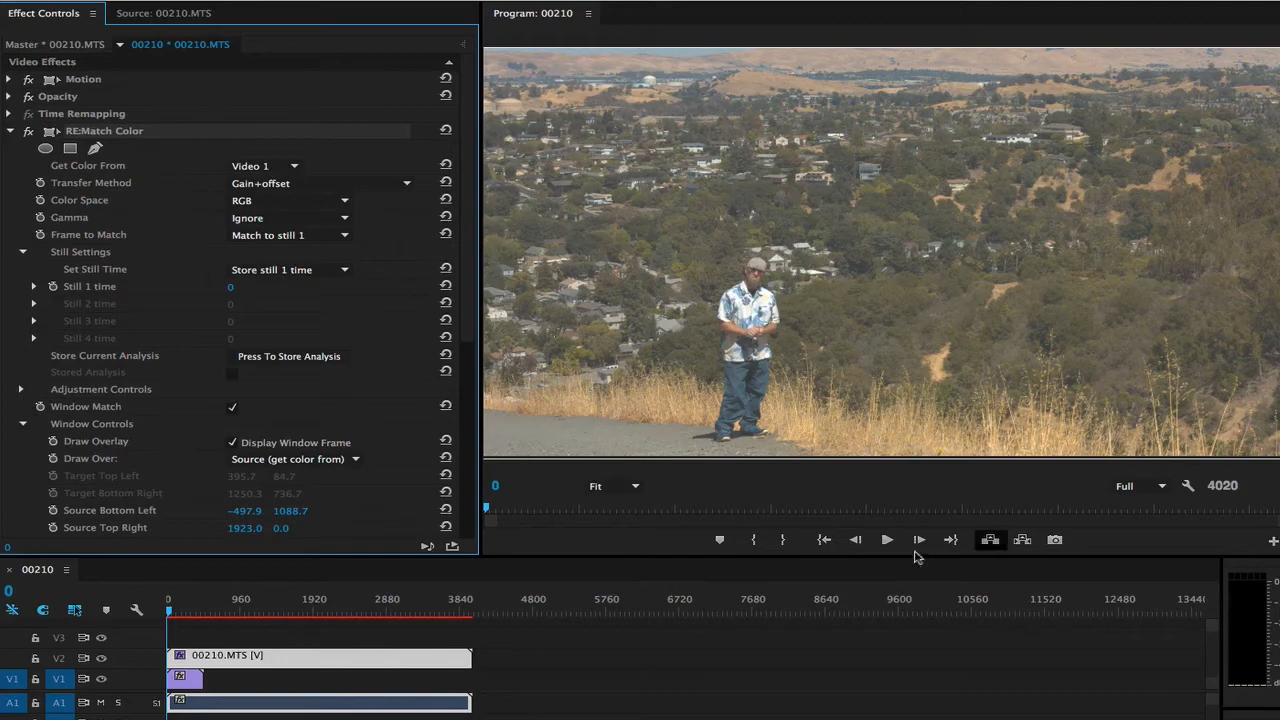 Effect Controls
Source: 00210.MTS
Program: 00210
Master * 00210.MTS
00210 * 00210.MTS
Video Effects
fx Motion
fx Opacity
fx Time Remapping
fx RE:Match Color
Get Color From Video 1
Transfer Method Gain+offset
Color Space RGB
Gamma Ignore
Frame to Match Match to still 1
Still Settings
Set Still Time Store still 1 time
Still 1 time 0
Still 2 time 0
Still 3 time 0
Still 4 time 0
Store Current Analysis Press To Store Analysis
Stored Analysis
Adjustment Controls
Window Match
Window Controls
Draw Overlay Display Window Frame
Draw Over: Source (get color from)
Target Top Left 395.7 84.7
Target Bottom Right 1250.3 736.7
Source Bottom Left -497.9 1088.7
Source Top Right 1923.0 0.0
0
0 Fit Full 4020
× 00210
0
0 960 1920 2880 3840 4800 5760 6720 7680 8640 9600 10560 11520 12480 13440
V3
V2 fx 00210.MTS [V]
V1 V1 fx
A1 A1 M S